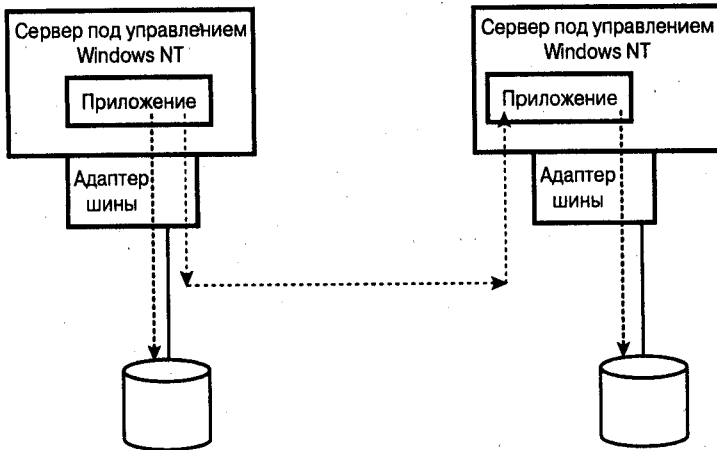 Сервер под управлением
Windows NT
Приложение
Адаптер
шины
Сервер под управлением
Windows NT
Приложение
Адаптер
шины